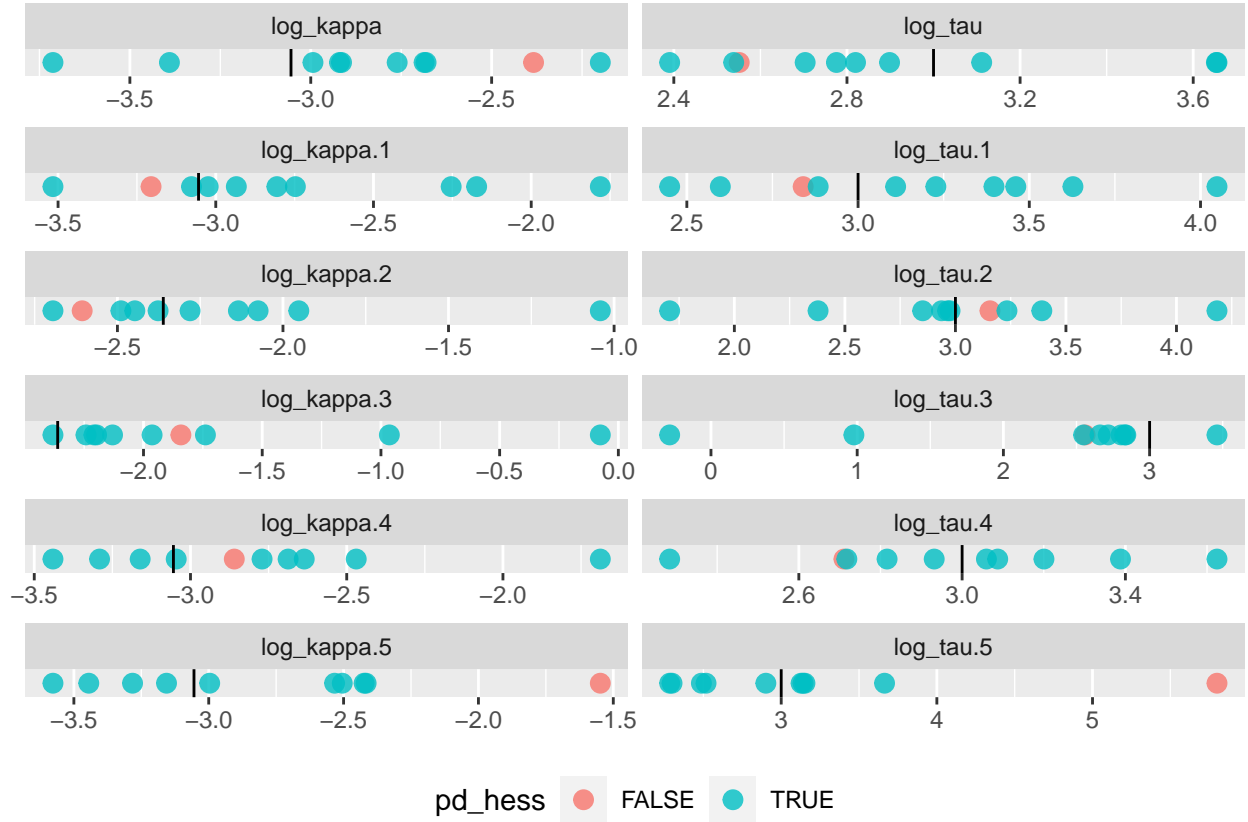 log_kappa log_tau
−3.5 −3.0 −2.5 2.4 2.8 3.2 3.6
log_kappa.1 log_tau.1
−3.5 −3.0 −2.5 −2.0 2.5 3.0 3.5 4.0
log_kappa.2 log_tau.2
−2.5 −2.0 −1.5 −1.0 2.0 2.5 3.0 3.5 4.0
log_kappa.3 log_tau.3
−2.0 −1.5 −1.0 −0.5 0.0 0 1 2 3
log_kappa.4 log_tau.4
−3.5 −3.0 −2.5 −2.0 2.6 3.0 3.4
log_kappa.5 log_tau.5
−3.5 −3.0 −2.5 −2.0 −1.5 3 4 5
pd_hess FALSE TRUE